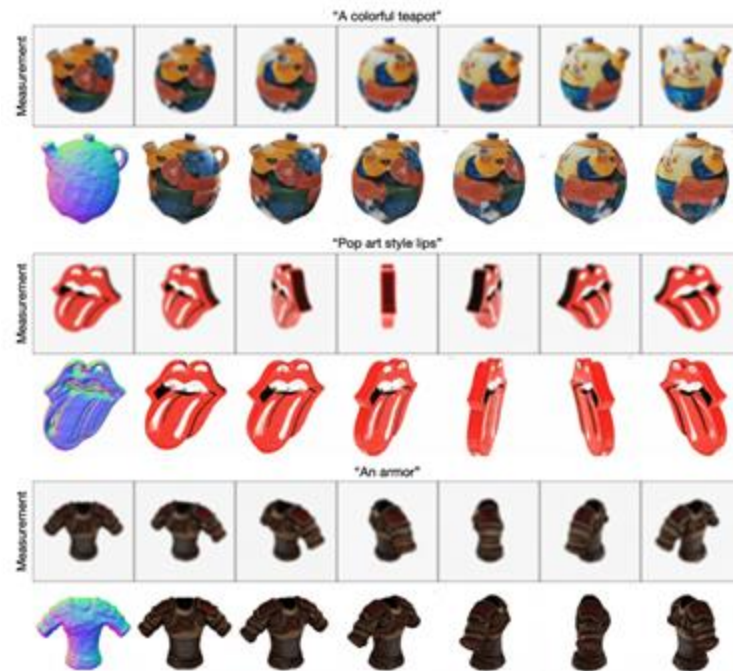 "A colorful teapot"
Measurement
"Pop art style lips"
Measurement
"An armor"
Measurement